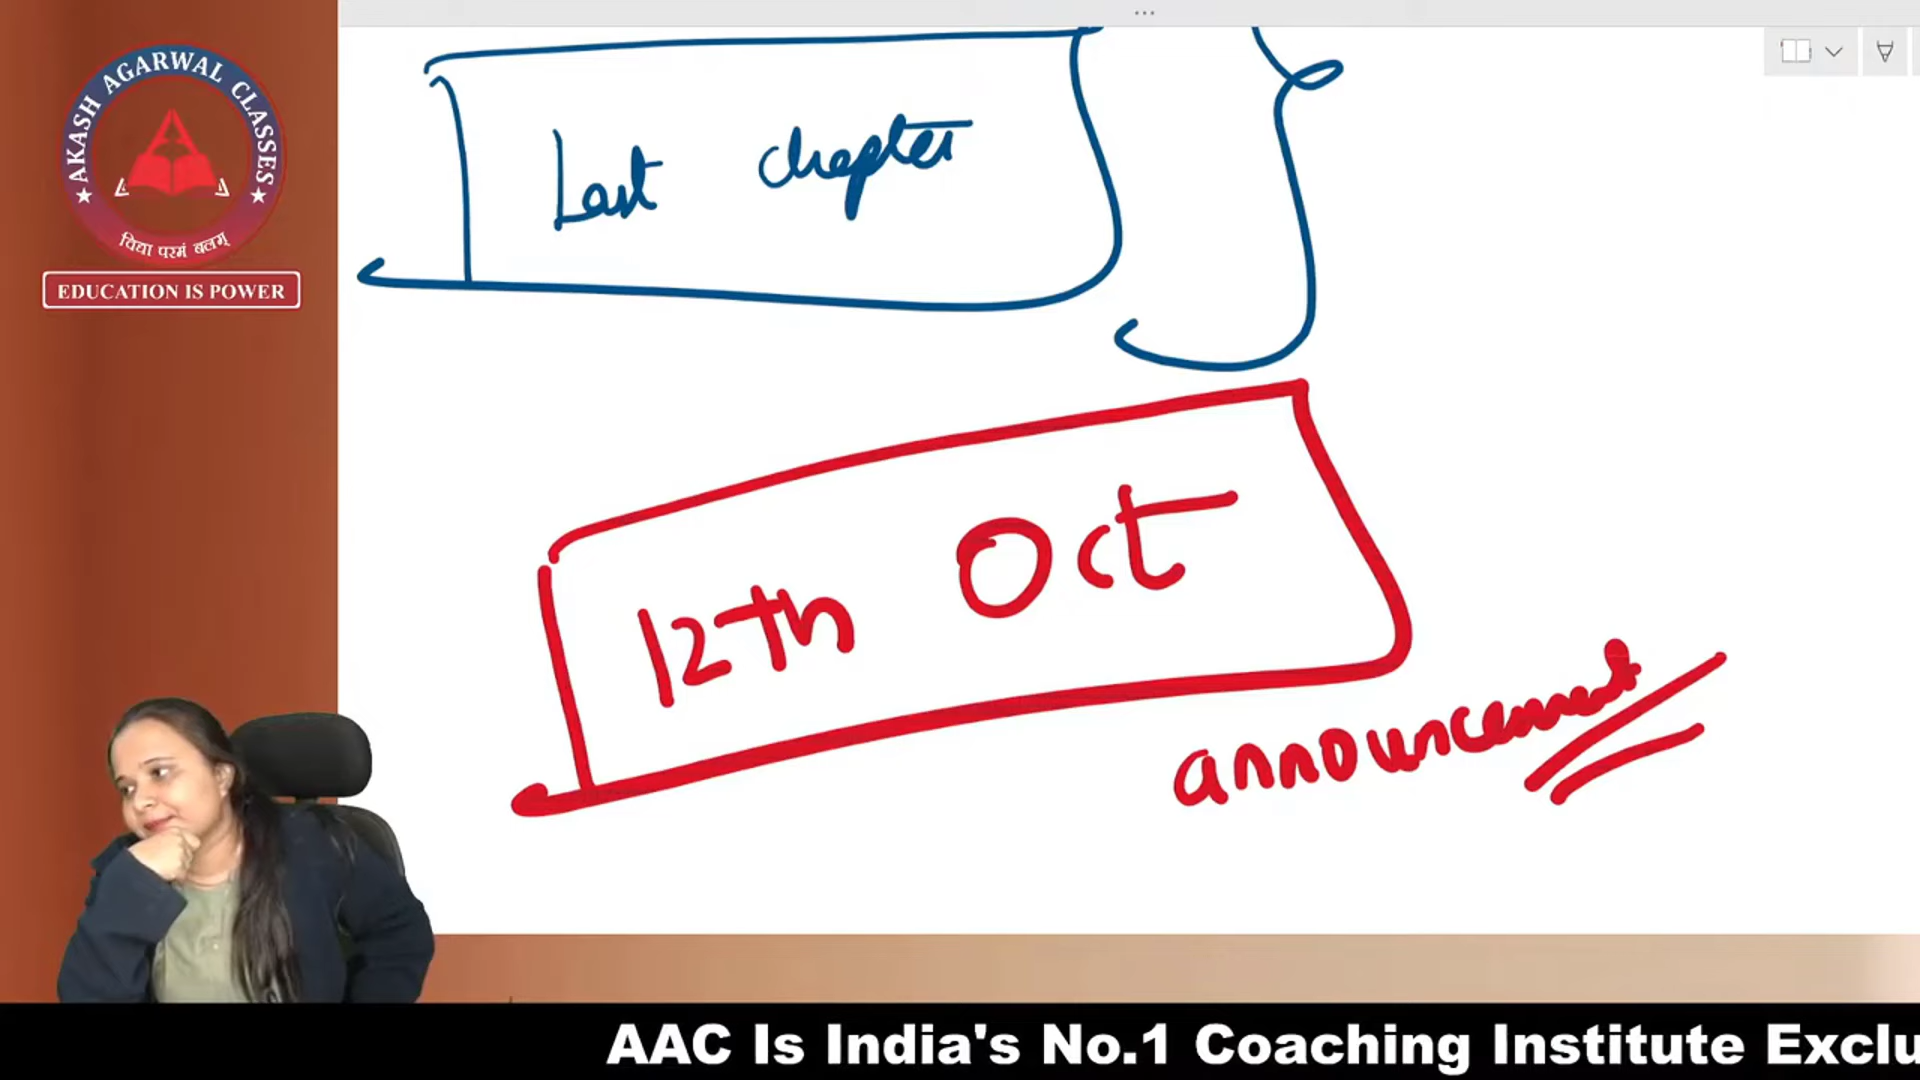 AKASH AGARWAL CLASSES
विद्या परमं बलम्
EDUCATION IS POWER
Last chapter
12th Oct
announcement
AAC Is India's No.1 Coaching Institute Exclu